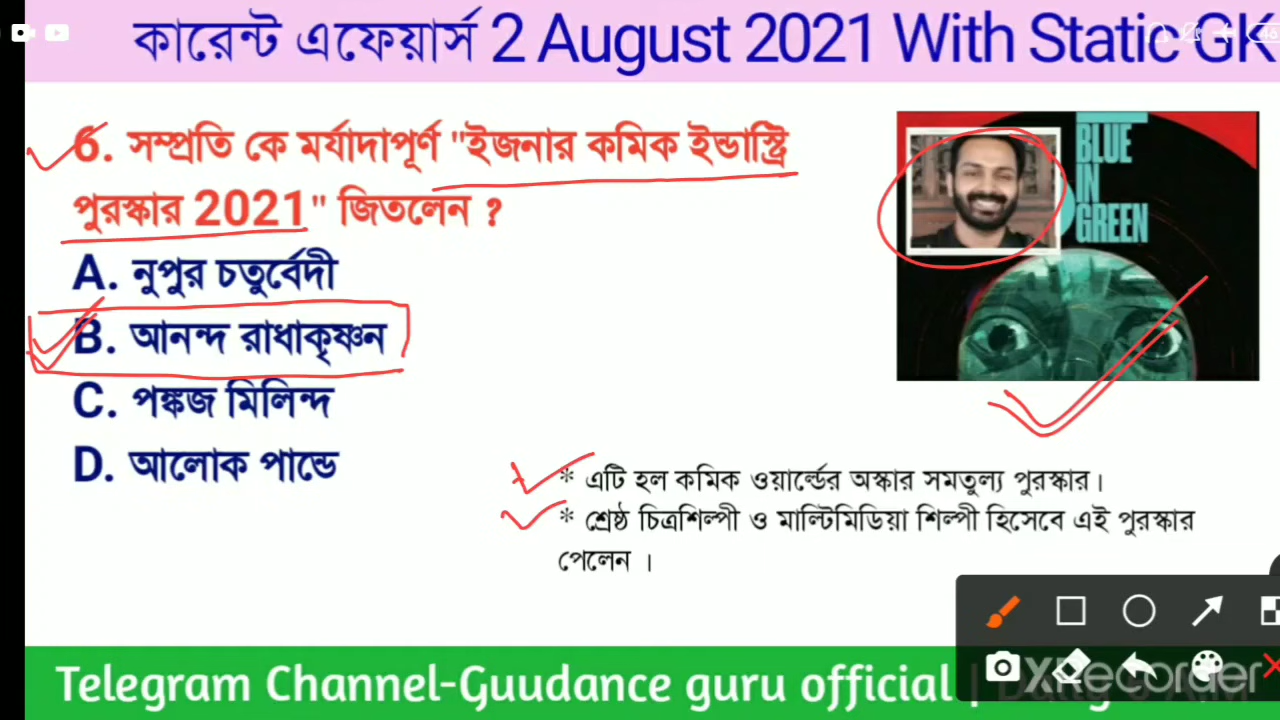 কারেন্ট এফেয়ার্স 2 August 2021 With Static GK
6. সম্প্রতি কে মর্যাদাপূর্ণ "ইজনার কমিক ইন্ডাস্ট্রি
পুরস্কার 2021" জিতলেন ?
A. নুপুর চতুর্বেদী
B. আনন্দ রাধাকৃষ্ণন
C. পঙ্কজ মিলিন্দ
D. আলোক পান্ডে
BLUE
IN
GREEN
* এটি হল কমিক ওয়ার্ল্ডের অস্কার সমতুল্য পুরস্কার।
* শ্রেষ্ঠ চিত্রশিল্পী ও মাল্টিমিডিয়া শিল্পী হিসেবে এই পুরস্কার
পেলেন ।
Telegram Channel-Guudance guru official |
XRecorder